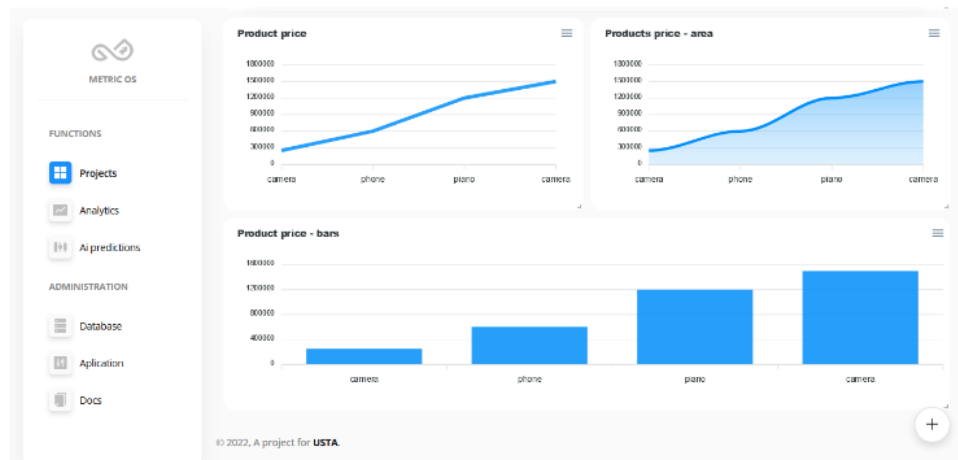 METRIC OS
FUNCTIONS
Projects
Analytics
Ai predictions
ADMINISTRATION
Database
Aplication
Docs
Product price
1800000
1500000
1200000
900000
600000
300000
0
camera phone piano camera
Products price - area
1800000
1500000
1200000
900000
600000
300000
0
camera phone piano camera
Product price - bars
1600000
1200000
800000
400000
0
camera phone piano camera
© 2022, A project for USTA.
+